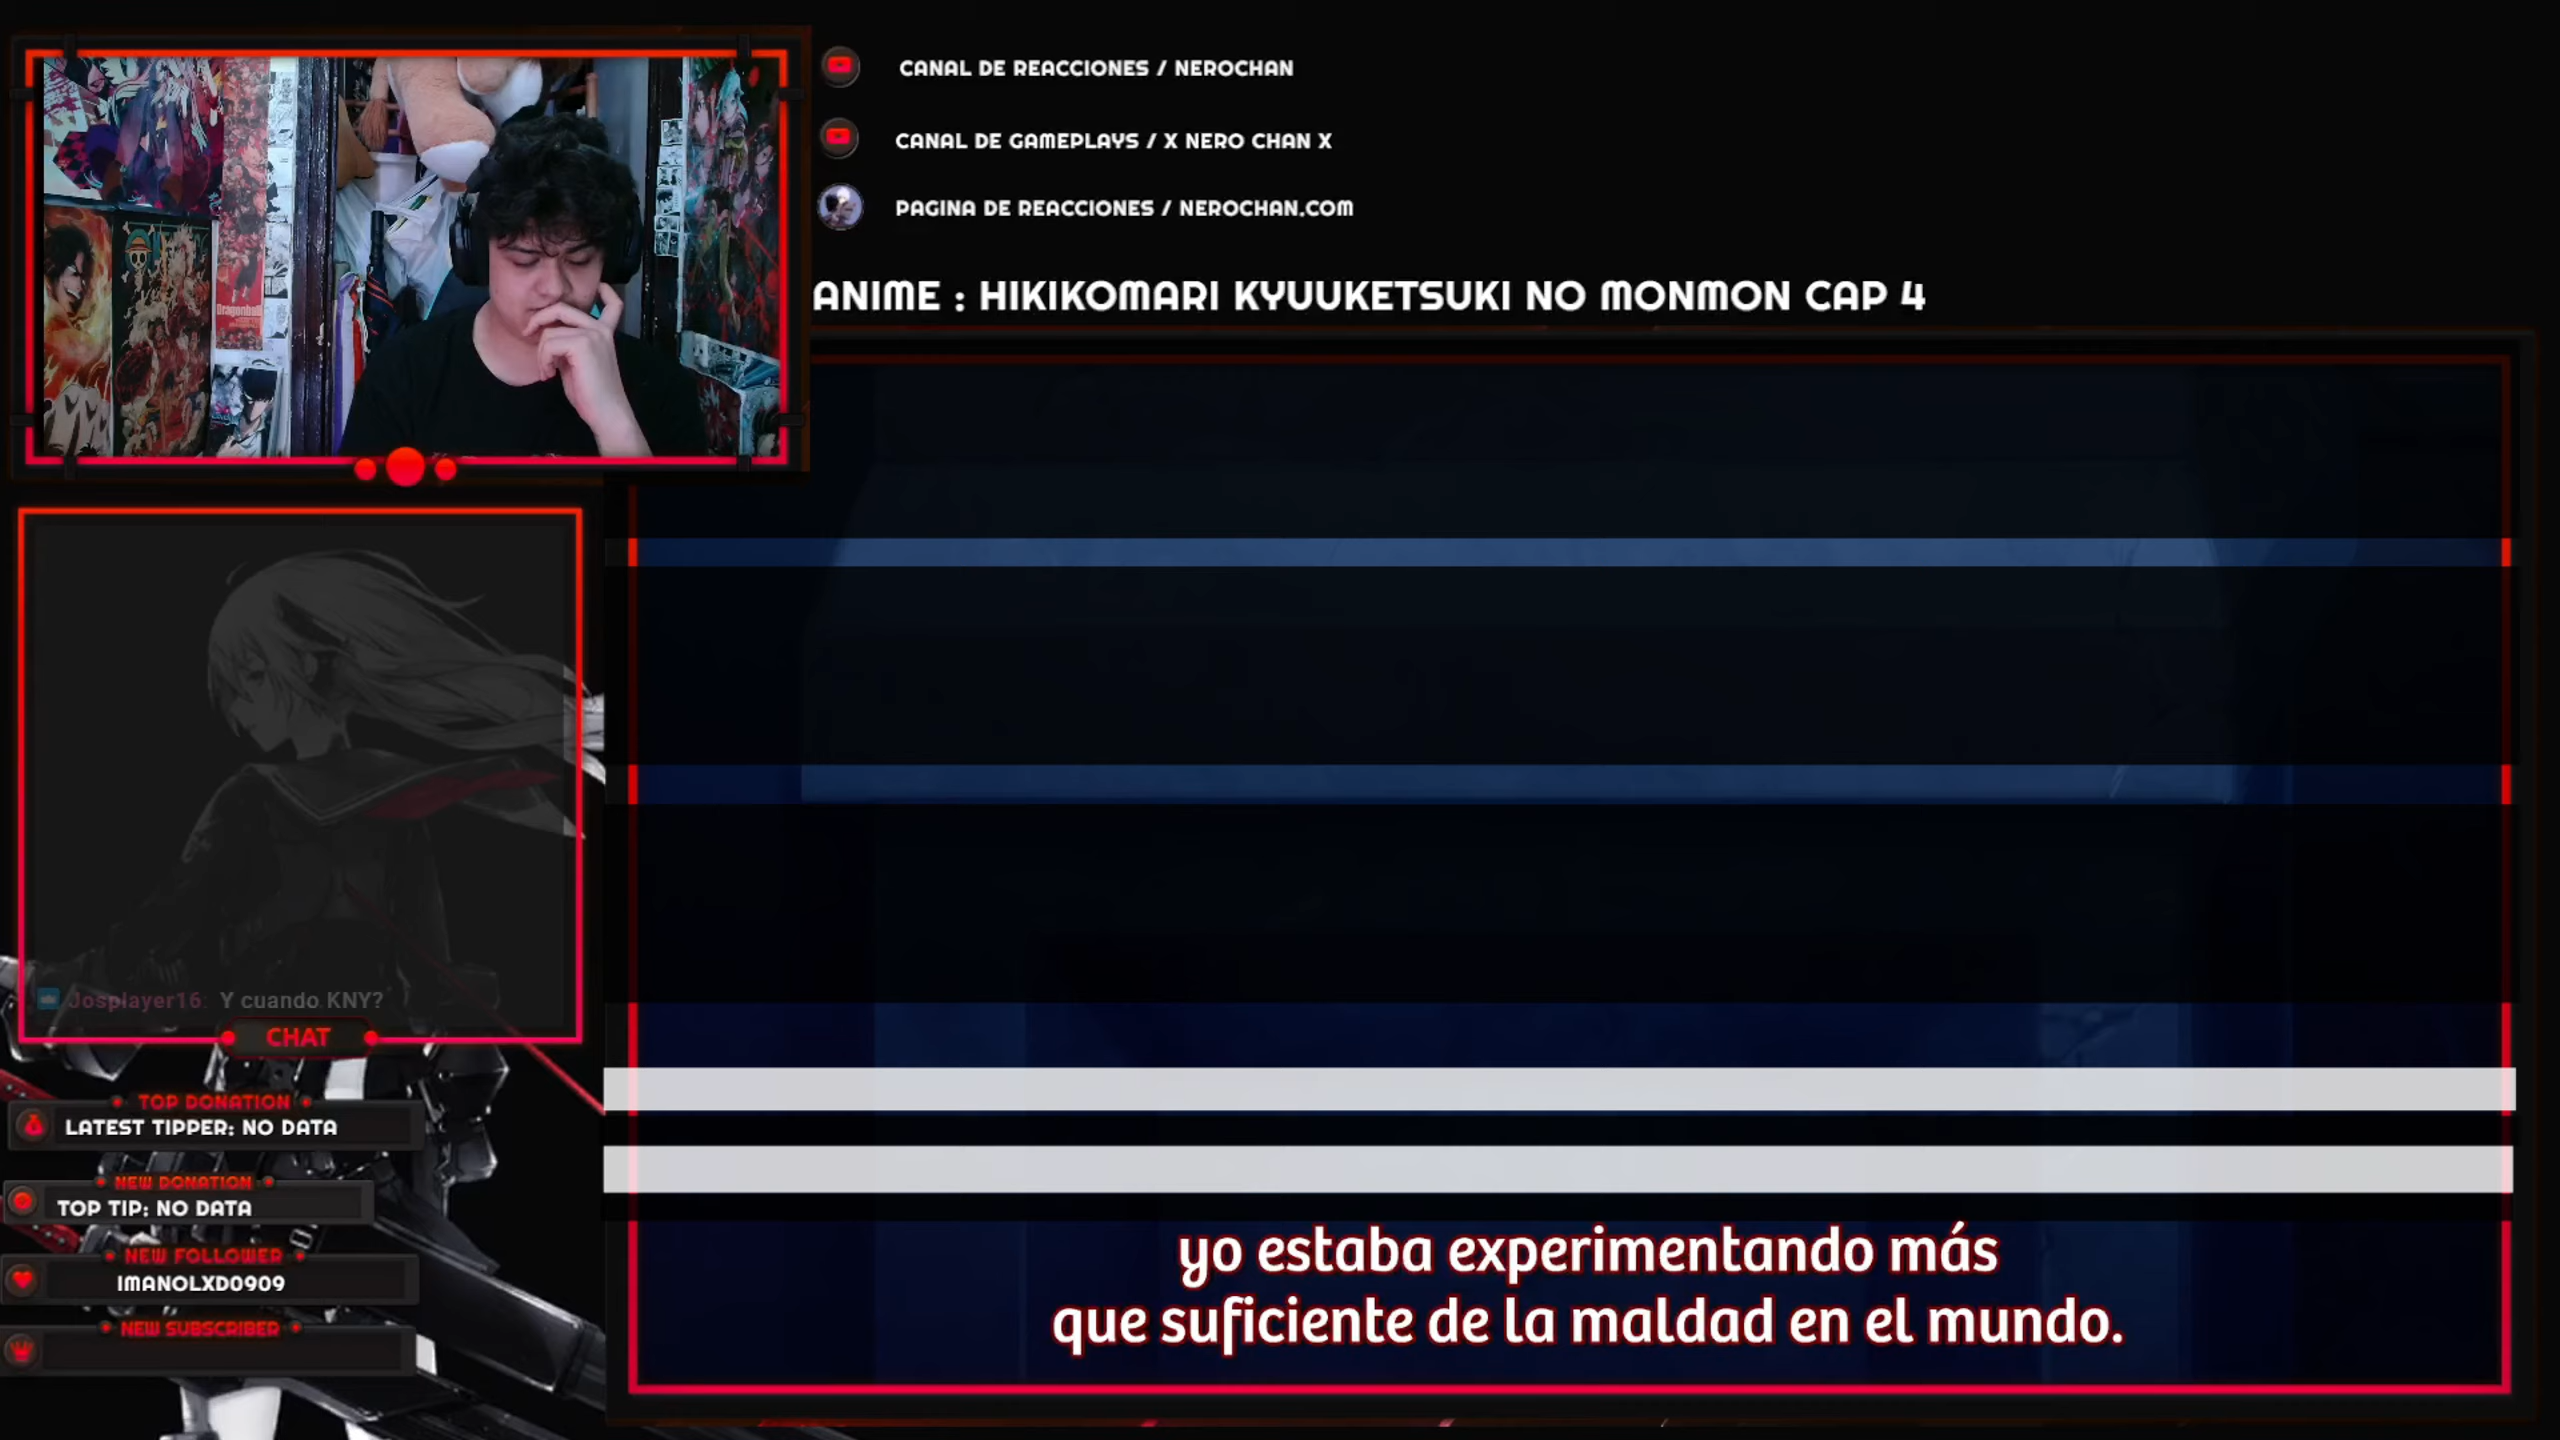 CANAL DE REACCIONES / NEROCHAN
CANAL DE GAMEPLAYS / X NERO CHAN X
PAGINA DE REACCIONES / NEROCHAN.COM
ANIME : HIKIKOMARI KYUUKETSUKI NO MONMON CAP 4
Dragonball
Josplayer16: Y cuando KNY?
CHAT
TOP DONATION
LATEST TIPPER: NO DATA
NEW DONATION
TOP TIP: NO DATA
NEW FOLLOWER
IMANOLXD0909
NEW SUBSCRIBER
yo estaba experimentando más
que suficiente de la maldad en el mundo.